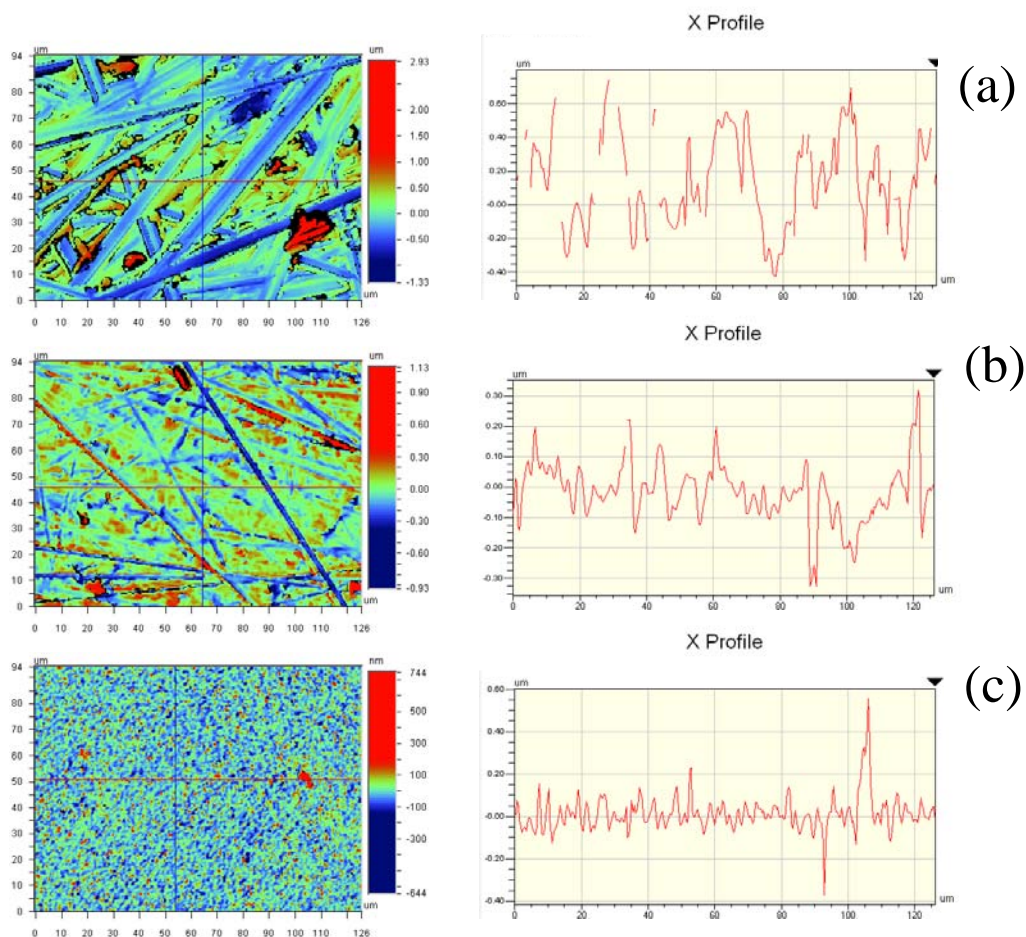 um
94
80
70
60
50
40
30
20
10
0
0 10 20 30 40 50 60 70 80 90 100 110 126
um
um
2.93
2.00
1.50
1.00
0.50
0.00
-0.50
-1.33
X Profile
um
0.60
0.40
0.20
-0.00
-0.20
-0.40
0 20 40 60 80 100 120
um
(a)
um
94
80
70
60
50
40
30
20
10
0
0 10 20 30 40 50 60 70 80 90 100 110 126
um
um
1.13
0.90
0.60
0.30
0.00
-0.30
-0.60
-0.93
X Profile
um
0.30
0.20
0.10
-0.00
-0.10
-0.20
-0.30
0 20 40 60 80 100 120
um
(b)
um
94
80
70
60
50
40
30
20
10
0
0 10 20 30 40 50 60 70 80 90 100 110 126
um
nm
744
500
300
100
-100
-300
-644
X Profile
um
0.60
0.40
0.20
-0.00
-0.20
-0.40
0 20 40 60 80 100 120
um
(c)